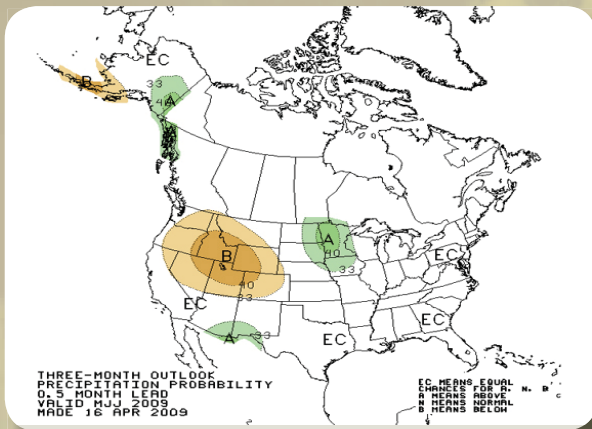 EC
33
B
40
A
A
B
40
33
EC
EC
40
33
33
A
EC
EC
THREE-MONTH OUTLOOK
PRECIPITATION PROBABILITY
0.5 MONTH LEAD
VALID MJJ 2009
MADE 16 APR 2009
EC MEANS EQUAL
CHANCES FOR A, N, B
A MEANS ABOVE
N MEANS NORMAL
B MEANS BELOW